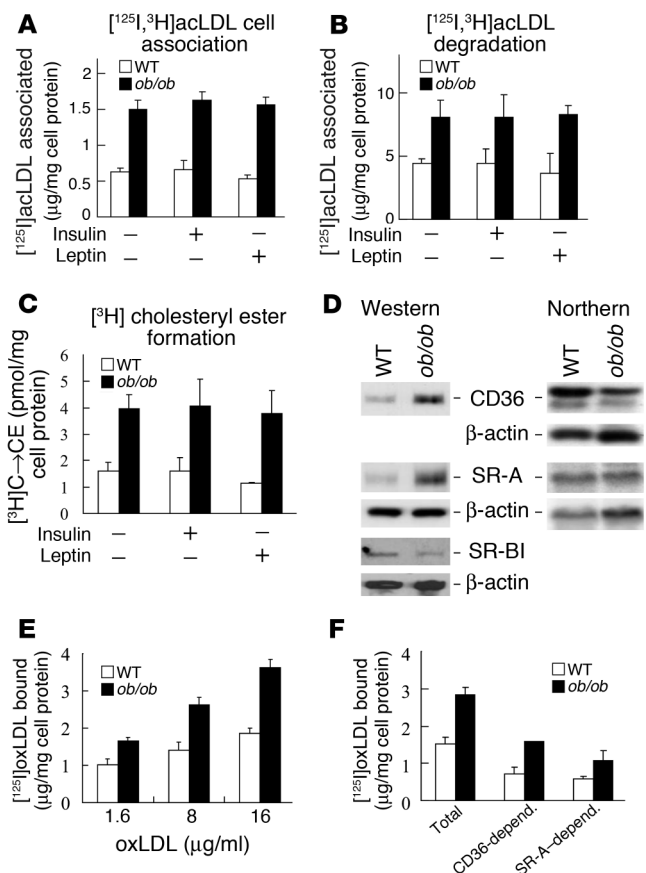 A
[¹²⁵I,³H]acLDL cell
association
[¹²⁵I]acLDL associated
(μg/mg cell protein)
2
1.5
1
0.5
0
WT
ob/ob
Insulin – + –
Leptin – – +
B
[¹²⁵I,³H]acLDL
degradation
[¹²⁵I]acLDL associated
(μg/mg cell protein)
10
5
0
WT
ob/ob
– + –
– – +
C
[³H] cholesteryl ester
formation
[³H]C→CE (pmol/mg
cell protein)
6
5
4
3
2
1
0
WT
ob/ob
Insulin – + –
Leptin – – +
D
Western
Northern
WT ob/ob
WT ob/ob
– CD36 –
β-actin –
– SR-A –
– β-actin –
– SR-BI
– β-actin
E
[¹²⁵I]oxLDL bound
(μg/mg cell protein)
4
3
2
1
0
WT
ob/ob
1.6 8 16
oxLDL (μg/ml)
F
[¹²⁵I]oxLDL bound
(μg/mg cell protein)
4
3
2
1
0
WT
ob/ob
Total
CD36-depend.
SR-A–depend.